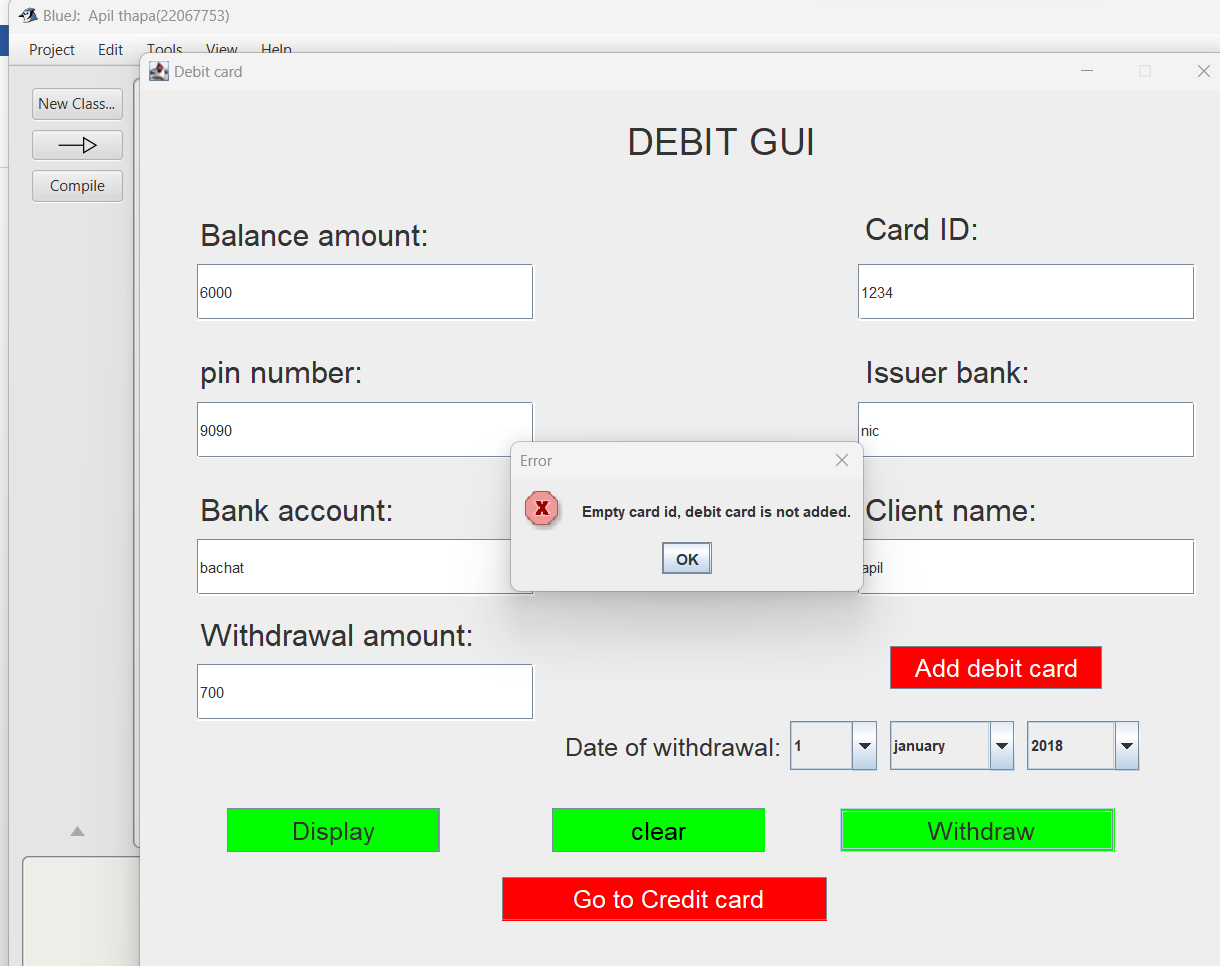 BlueJ: Apil thapa(22067753)
Project Edit Tools View Help
Debit card
New Class...
Compile
DEBIT GUI
Balance amount:
Card ID:
6000
1234
pin number:
Issuer bank:
9090
nic
Error
Empty card id, debit card is not added.
OK
Bank account:
Client name:
bachat
apil
Withdrawal amount:
700
Add debit card
Date of withdrawal: 1 january 2018
Display
clear
Withdraw
Go to Credit card